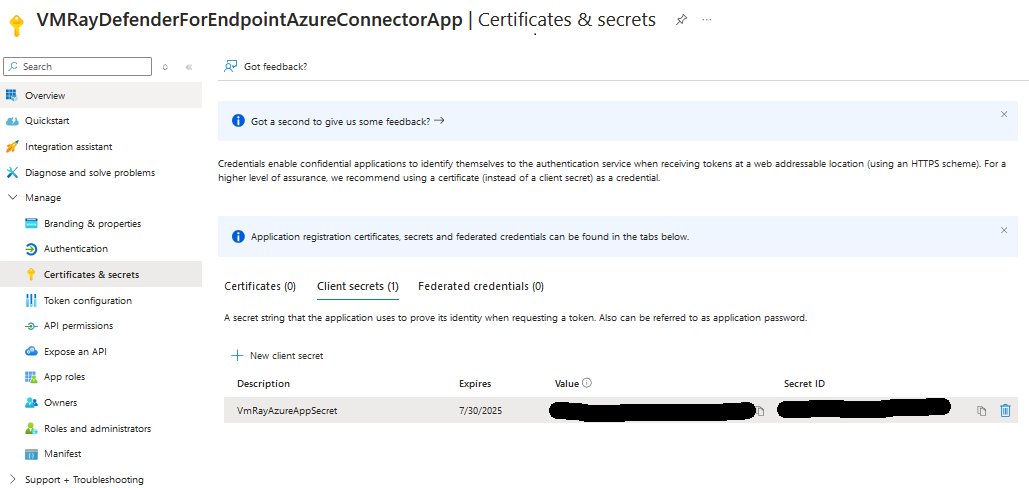 VMRayDefenderForEndpointAzureConnectorApp | Certificates & secrets
Search
Overview
Quickstart
Integration assistant
Diagnose and solve problems
Manage
Branding & properties
Authentication
Certificates & secrets
Token configuration
API permissions
Expose an API
App roles
Owners
Roles and administrators
Manifest
Support + Troubleshooting
Got feedback?
Got a second to give us some feedback?
Credentials enable confidential applications to identify themselves to the authentication service when receiving tokens at a web addressable location (using an HTTPS scheme). For a
higher level of assurance, we recommend using a certificate (instead of a client secret) as a credential.
Application registration certificates, secrets and federated credentials can be found in the tabs below.
Certificates (0) Client secrets (1) Federated credentials (0)
A secret string that the application uses to prove its identity when requesting a token. Also can be referred to as application password.
New client secret
Description Expires Value Secret ID
VmRayAzureAppSecret 7/30/2025